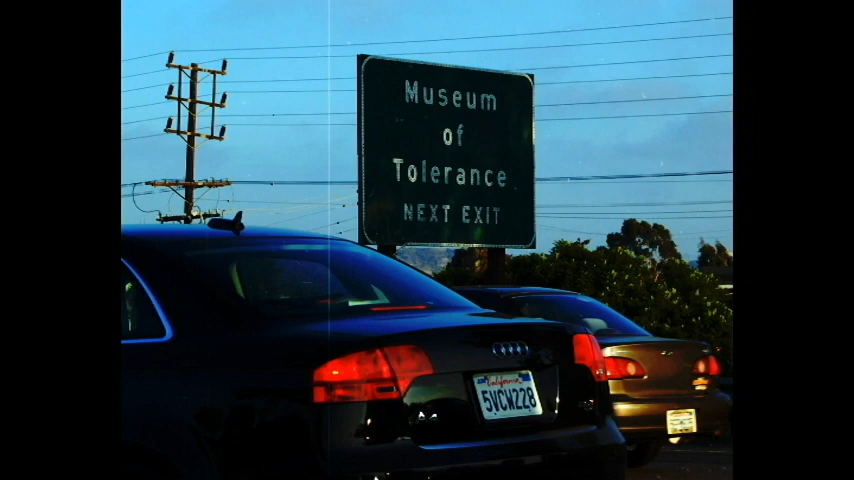 Museum
of
Tolerance
NEXT EXIT
California
5VCW228